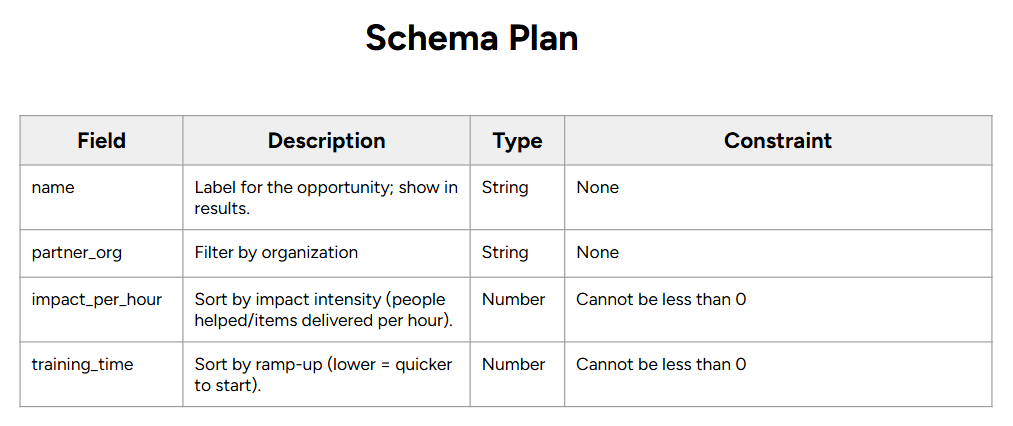 Schema Plan
Field Description Type Constraint
name Label for the opportunity; show in String None
results.
partner_org Filter by organization String None
impact_per_hour Sort by impact intensity (people Number Cannot be less than 0
helped/items delivered per hour).
training_time Sort by ramp-up (lower = quicker Number Cannot be less than 0
to start).